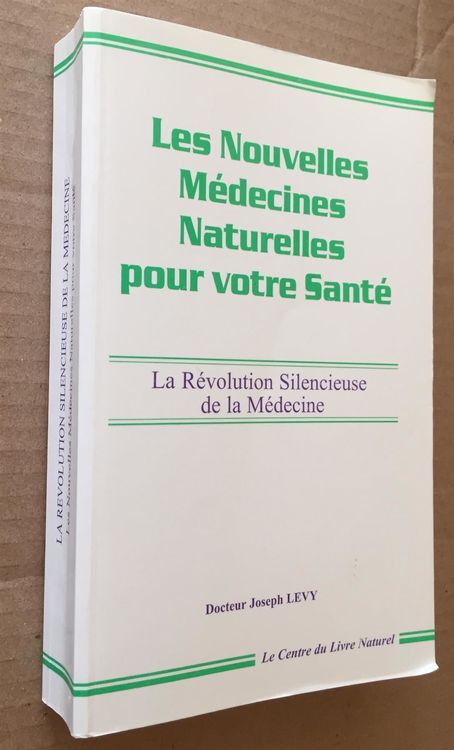 Les Nouvelles
Médecines
Naturelles
pour votre Santé
La Révolution Silencieuse
de la Médecine
Docteur Joseph LEVY
Le Centre du Livre Naturel
LA RÉVOLUTION SILENCIEUSE DE LA MÉDECINE
Les Nouvelles Médecines Naturelles pour votre Santé